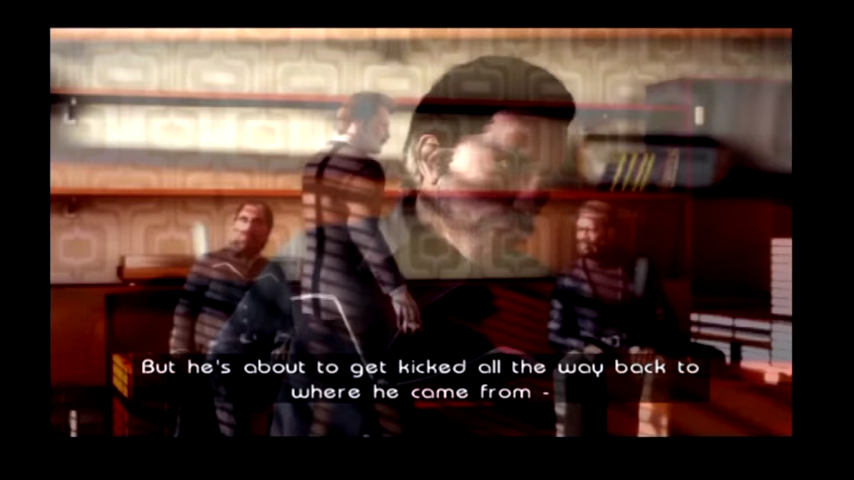 But he's about to get kicked all the way back to
where he came from -